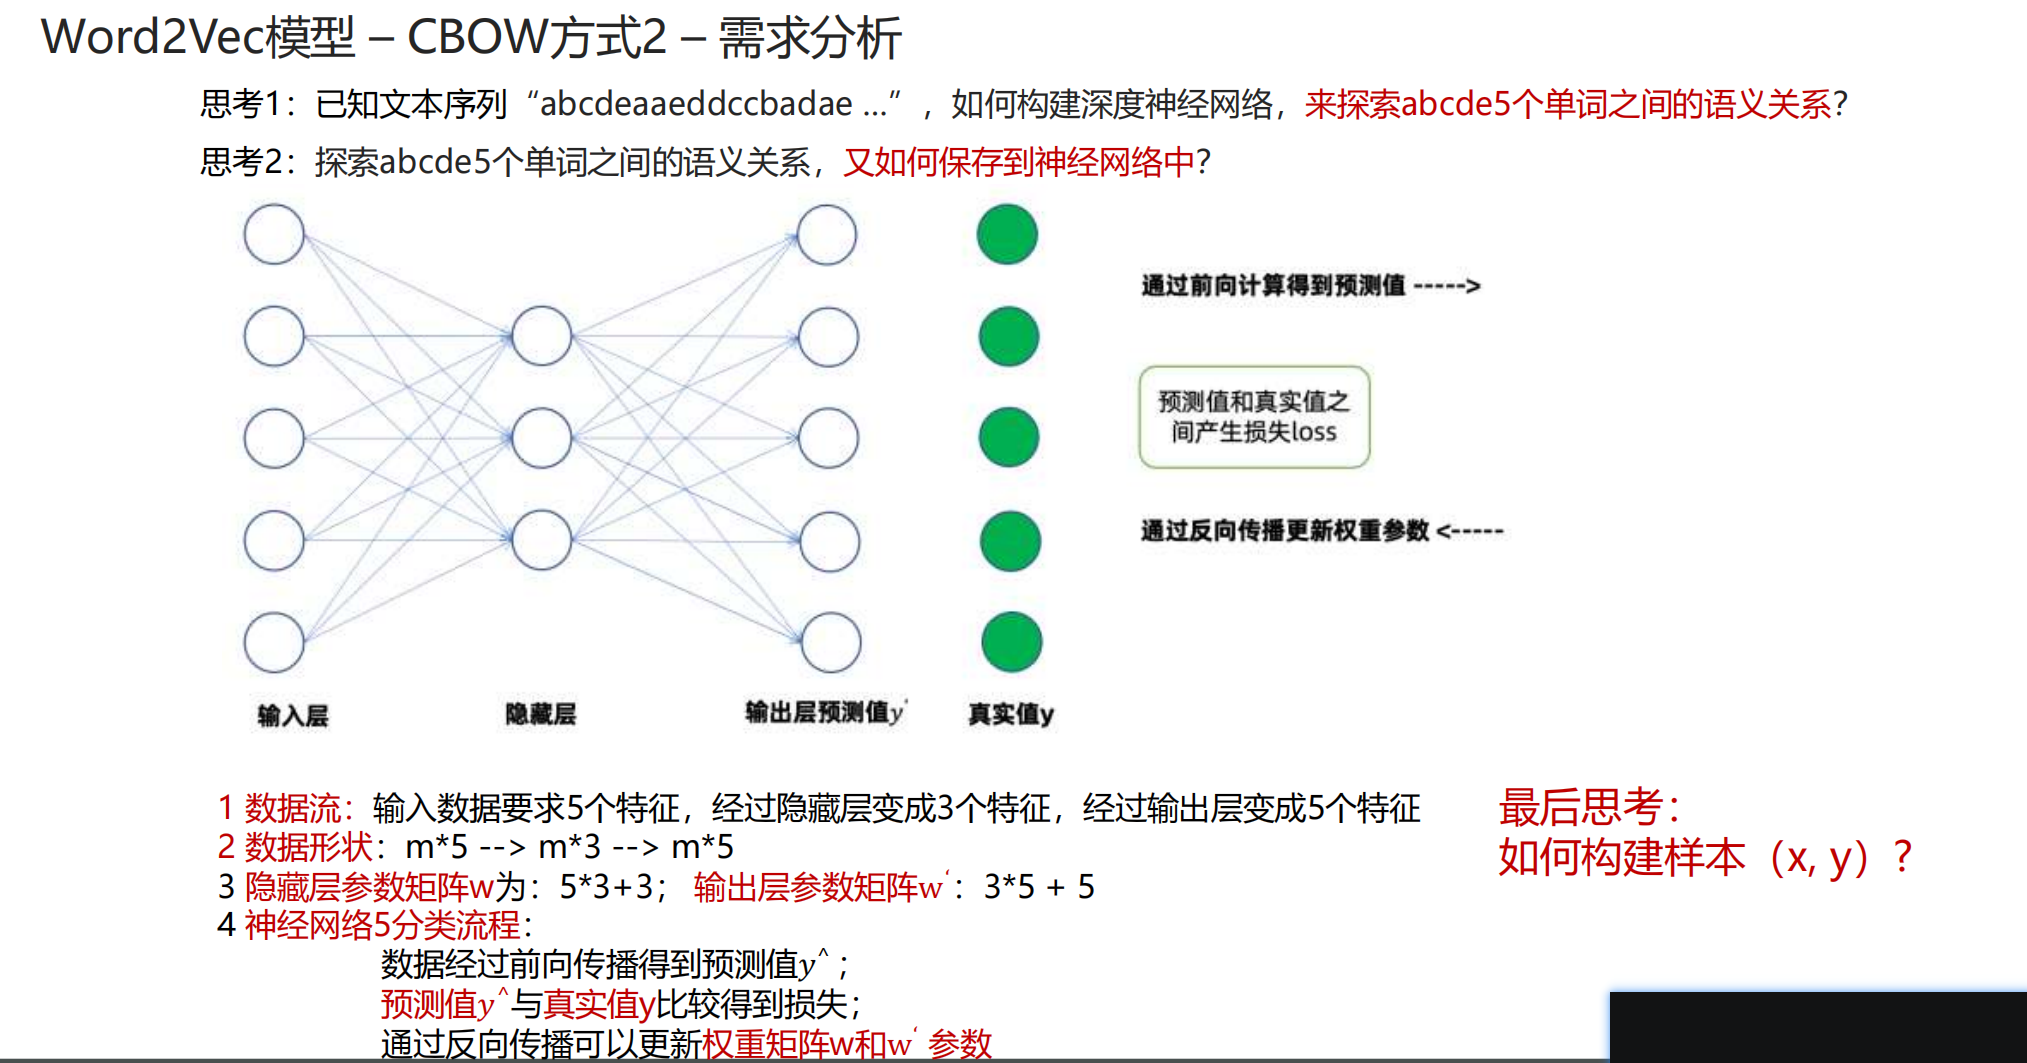 Word2Vec模型 – CBOW方式2 – 需求分析
思考1：已知文本序列“abcdeaaeddccbadae ...”，如何构建深度神经网络，来探索abcde5个单词之间的语义关系？
思考2：探索abcde5个单词之间的语义关系，又如何保存到神经网络中？
通过前向计算得到预测值 ----->
预测值和真实值之
间产生损失loss
通过反向传播更新权重参数 <-----
输入层 隐藏层 输出层预测值y' 真实值y
1 数据流：输入数据要求5个特征，经过隐藏层变成3个特征，经过输出层变成5个特征
2 数据形状：m*5 --> m*3 --> m*5
3 隐藏层参数矩阵w为：5*3+3； 输出层参数矩阵w‘：3*5 + 5
4 神经网络5分类流程：
数据经过前向传播得到预测值y^；
预测值y^与真实值y比较得到损失；
通过反向传播可以更新权重矩阵w和w‘ 参数
最后思考：
如何构建样本（x, y）？